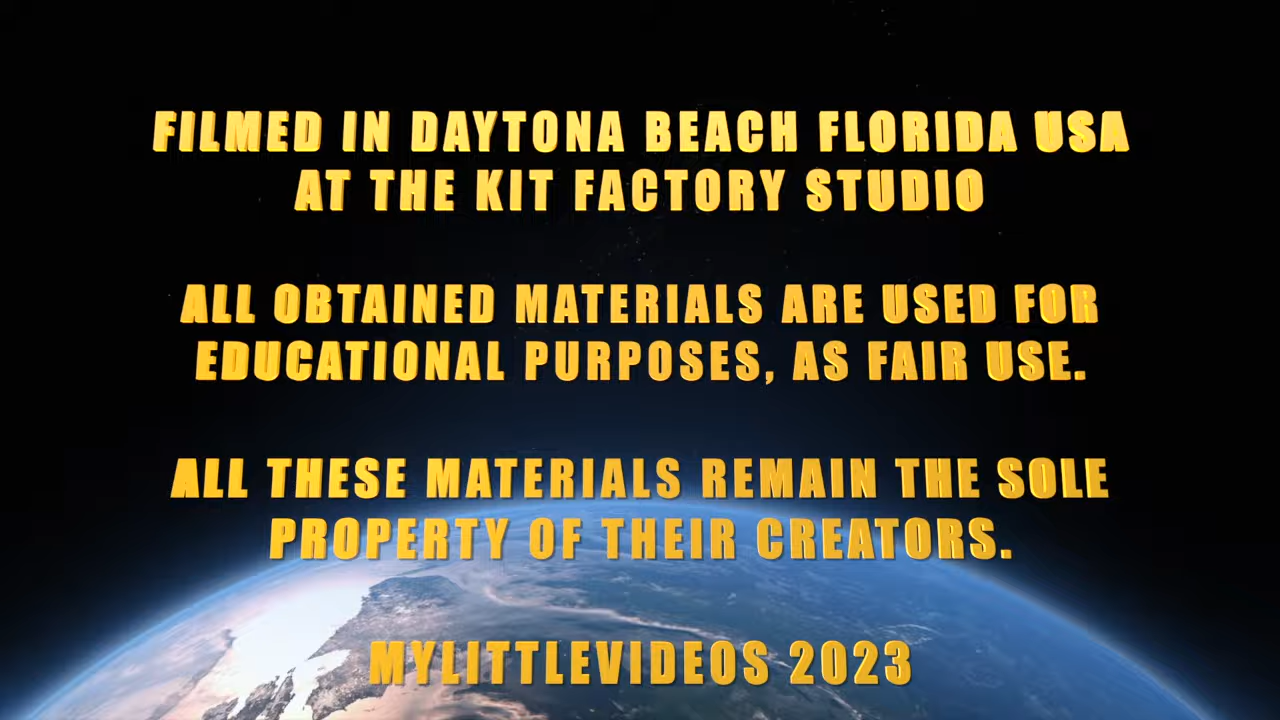 FILMED IN DAYTONA BEACH FLORIDA USA
AT THE KIT FACTORY STUDIO
ALL OBTAINED MATERIALS ARE USED FOR
EDUCATIONAL PURPOSES, AS FAIR USE.
ALL THESE MATERIALS REMAIN THE SOLE
PROPERTY OF THEIR CREATORS.
MYLITTLEVIDEOS 2023